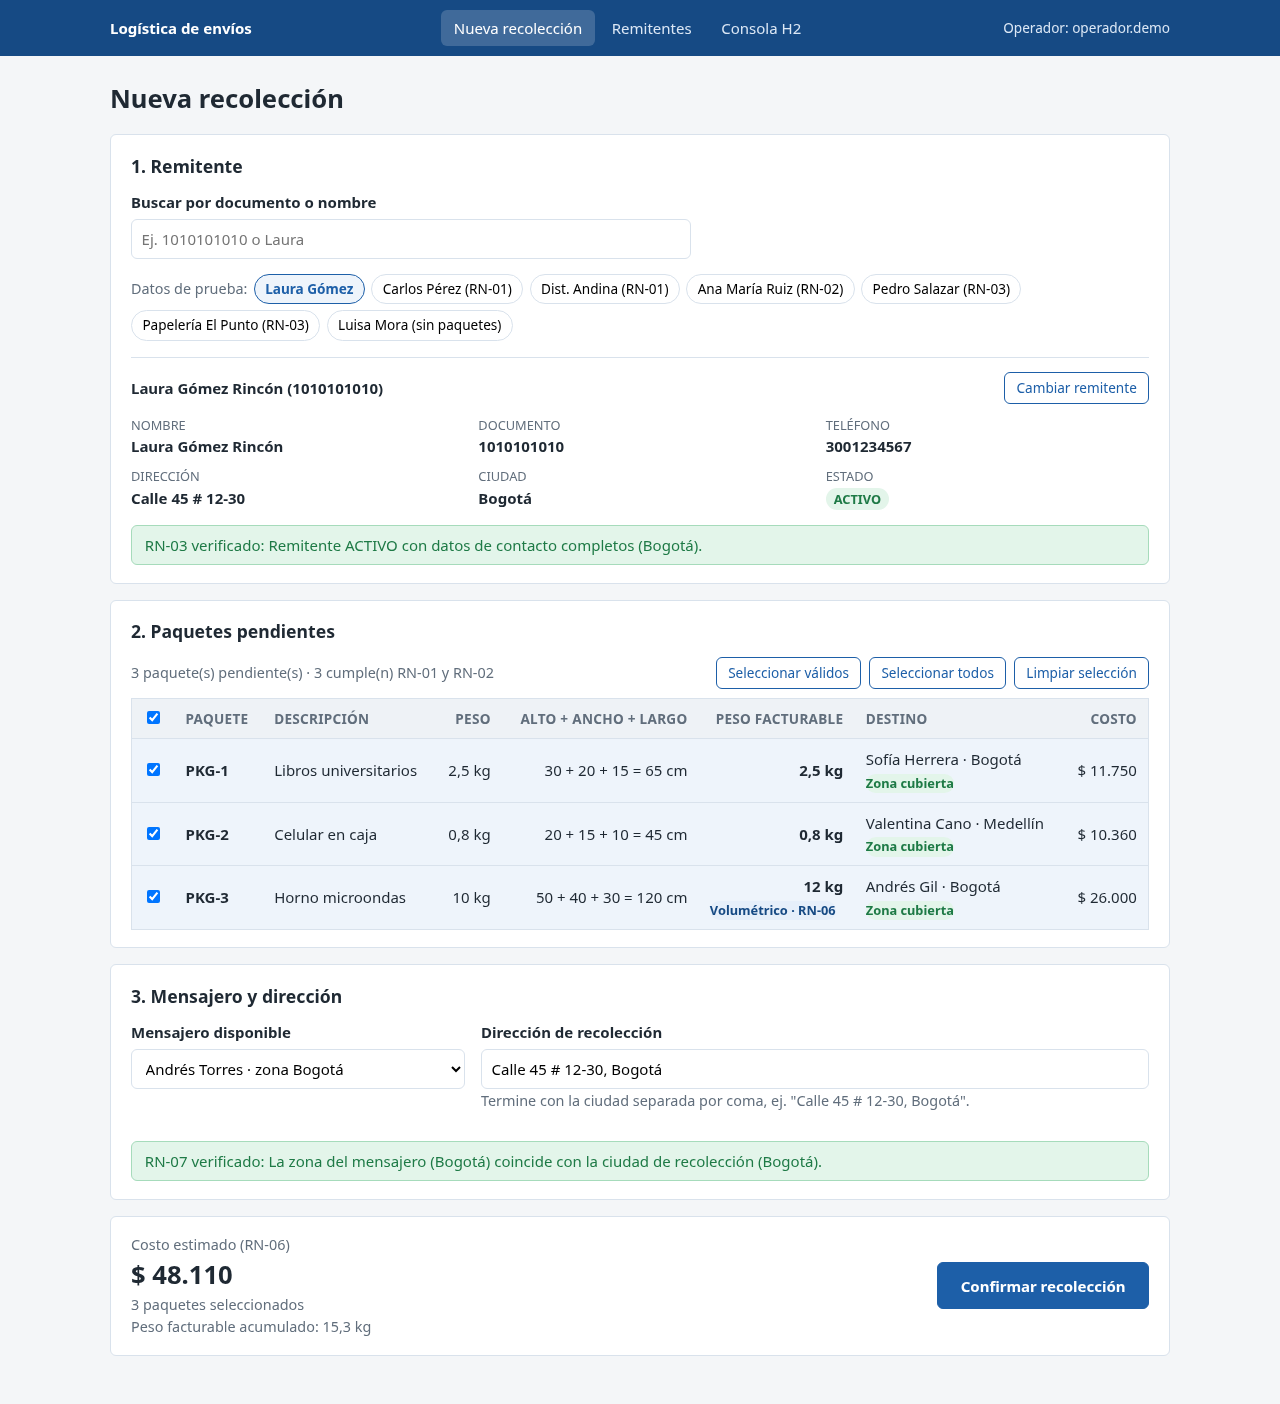 Logística de envíos
Nueva recolección
Remitentes
Consola H2
Operador: operador.demo
Nueva recolección
1. Remitente
Buscar por documento o nombre
Ej. 1010101010 o Laura
Datos de prueba: Laura Gómez Carlos Pérez (RN-01) Dist. Andina (RN-01) Ana María Ruiz (RN-02) Pedro Salazar (RN-03)
Papelería El Punto (RN-03) Luisa Mora (sin paquetes)
Laura Gómez Rincón (1010101010) Cambiar remitente
NOMBRE DOCUMENTO TELÉFONO
Laura Gómez Rincón 1010101010 3001234567
DIRECCIÓN CIUDAD ESTADO
Calle 45 # 12-30 Bogotá ACTIVO
RN-03 verificado: Remitente ACTIVO con datos de contacto completos (Bogotá).
2. Paquetes pendientes
3 paquete(s) pendiente(s) · 3 cumple(n) RN-01 y RN-02 Seleccionar válidos Seleccionar todos Limpiar selección
PAQUETE DESCRIPCIÓN PESO ALTO + ANCHO + LARGO PESO FACTURABLE DESTINO COSTO
PKG-1 Libros universitarios 2,5 kg 30 + 20 + 15 = 65 cm 2,5 kg Sofía Herrera · Bogotá $ 11.750
Zona cubierta
PKG-2 Celular en caja 0,8 kg 20 + 15 + 10 = 45 cm 0,8 kg Valentina Cano · Medellín $ 10.360
Zona cubierta
PKG-3 Horno microondas 10 kg 50 + 40 + 30 = 120 cm 12 kg Andrés Gil · Bogotá $ 26.000
Volumétrico · RN-06 Zona cubierta
3. Mensajero y dirección
Mensajero disponible Dirección de recolección
Andrés Torres · zona Bogotá Calle 45 # 12-30, Bogotá
Termine con la ciudad separada por coma, ej. "Calle 45 # 12-30, Bogotá".
RN-07 verificado: La zona del mensajero (Bogotá) coincide con la ciudad de recolección (Bogotá).
Costo estimado (RN-06)
$ 48.110
3 paquetes seleccionados
Peso facturable acumulado: 15,3 kg
Confirmar recolección